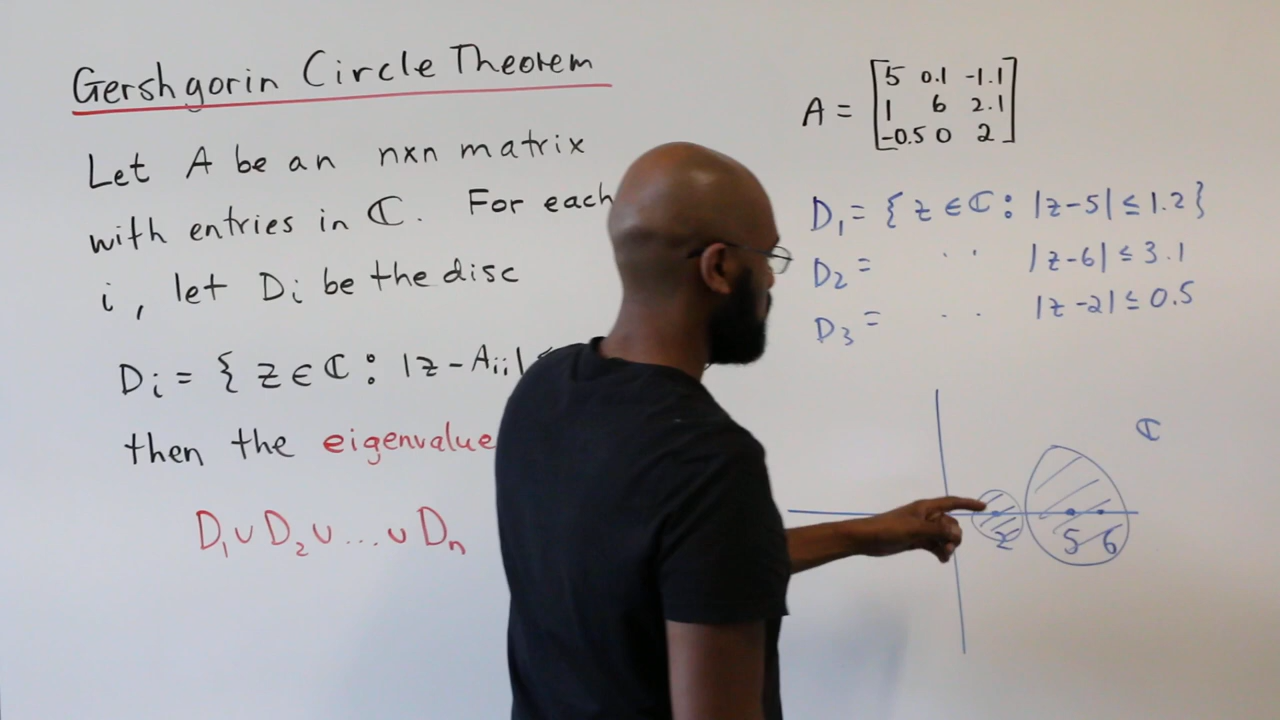 Gershgorin Circle Theorem
Let A be an nxn matrix
with entries in ℂ. For each
i, let Di be the disc
Di = { z ∈ ℂ : |z - Aii| ≤
then the eigenvalue
D1 ∪ D2 ∪ ... ∪ Dn
A = [5 0.1 -1.1
1 6 2.1
-0.5 0 2]
D1 = { z ∈ ℂ : |z-5| ≤ 1.2 }
D2 = .. |z-6| ≤ 3.1
D3 = .. |z-2| ≤ 0.5
ℂ
2 5 6